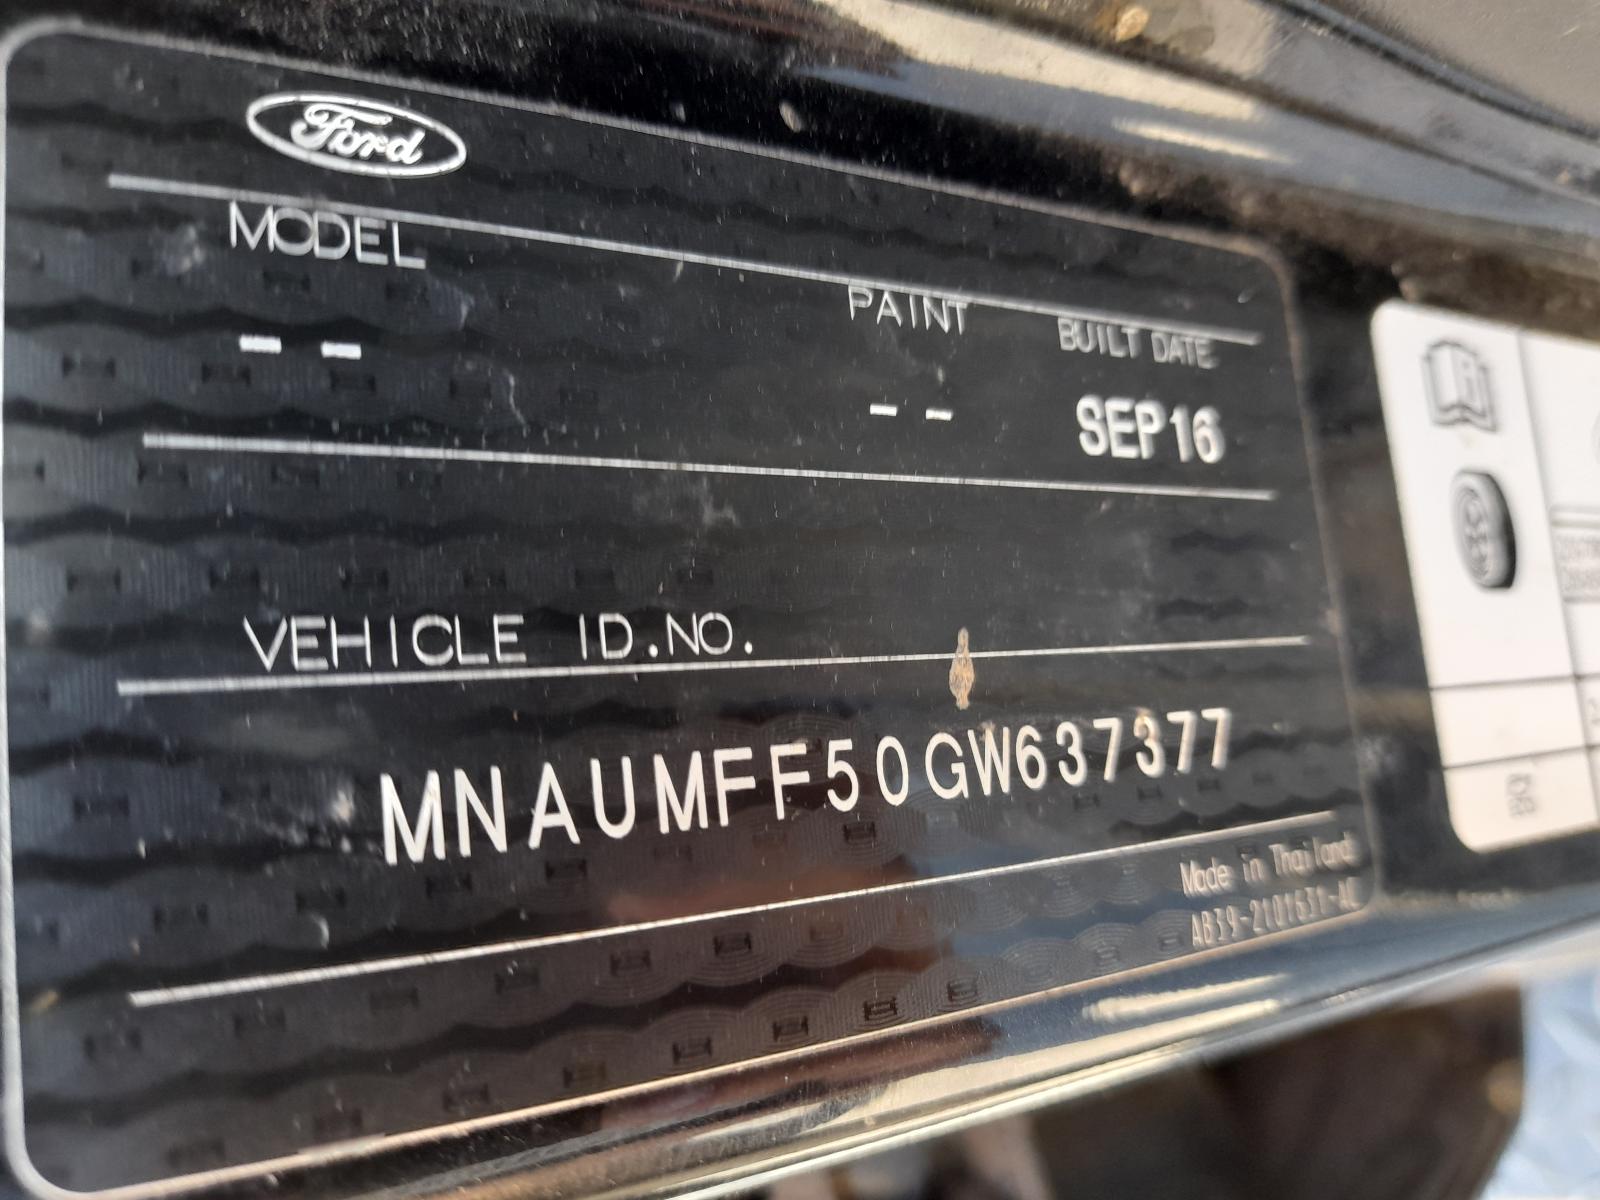 Ford
MODEL PAINT BUILT DATE
-- -- SEP16
VEHICLE ID.NO.
MNAUMFF50GW637377
Made in Thailand